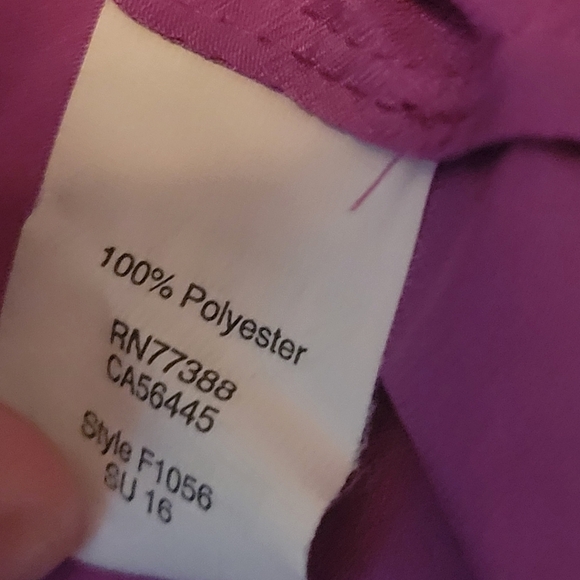 100% Polyester
RN77388
CA56445
Style F1056
SU 16